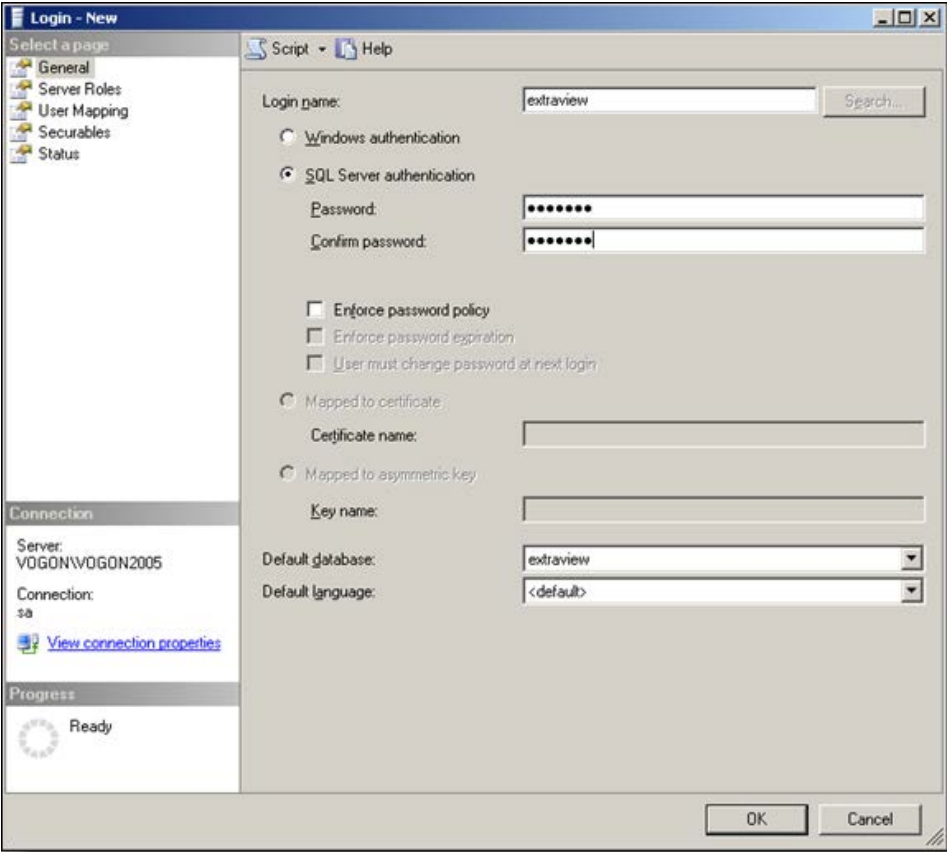 Login - New
Select a page
General
Server Roles
User Mapping
Securables
Status
Script Help
Login name: extraview Search...
Windows authentication
SQL Server authentication
Password: •••••••
Confirm password: •••••••
Enforce password policy
Enforce password expiration
User must change password at next login
Mapped to certificate
Certificate name:
Mapped to asymmetric key
Key name:
Default database: extraview
Default language: <default>
Connection
Server:
VOGON\VOGON2005
Connection:
sa
View connection properties
Progress
Ready
OK Cancel